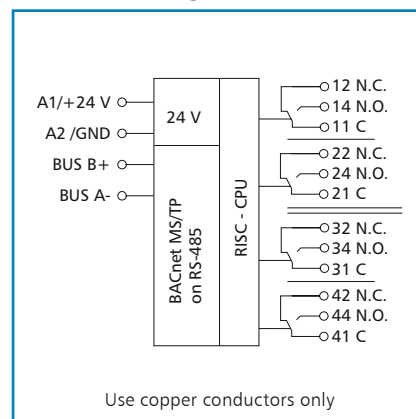 A1/+24 V
A2 /GND
BUS B+
BUS A-
24 V
BACnet MS/TP
on RS-485
RISC - CPU
12 N.C.
14 N.O.
11 C
22 N.C.
24 N.O.
21 C
32 N.C.
34 N.O.
31 C
42 N.C.
44 N.O.
41 C
Use copper conductors only